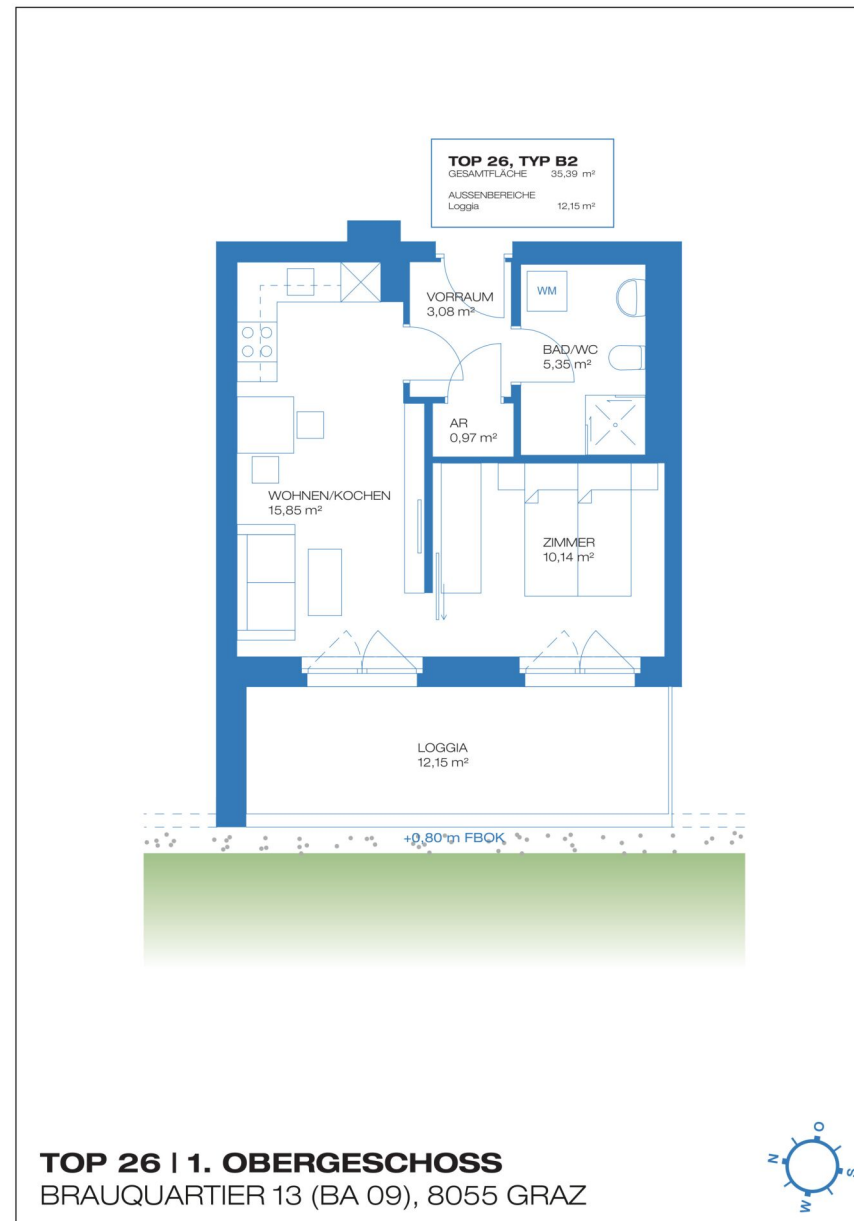 TOP 26, TYP B2
GESAMTFLÄCHE 35,39 m²
AUSSENBEREICHE
Loggia 12,15 m²
VORRAUM
3,08 m²
WM
BAD/WC
5,35 m²
AR
0,97 m²
WOHNEN/KOCHEN
15,85 m²
ZIMMER
10,14 m²
LOGGIA
12,15 m²
+0,80 m FBOK
TOP 26 | 1. OBERGESCHOSS
BRAUQUARTIER 13 (BA 09), 8055 GRAZ
N
O
S
W